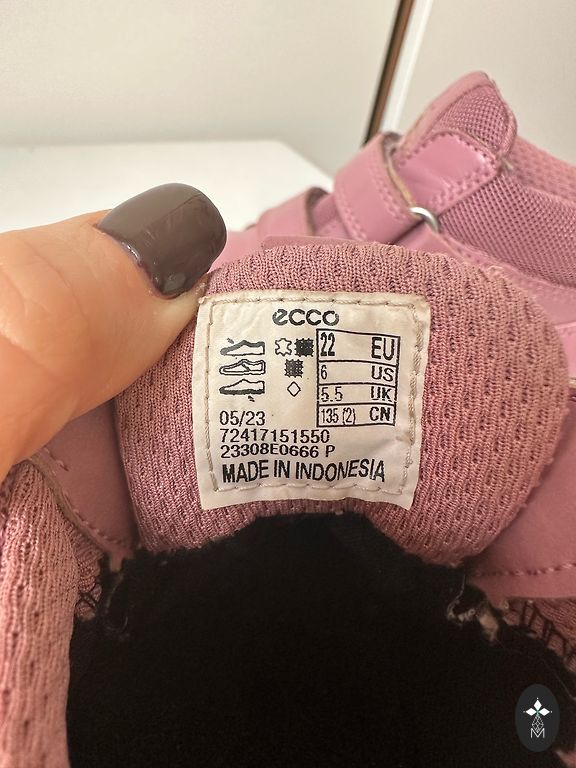 ecco
22 EU
6 US
5.5 UK
135 (2) CN
05/23
72417151550
23308E0666 P
MADE IN INDONESIA
M